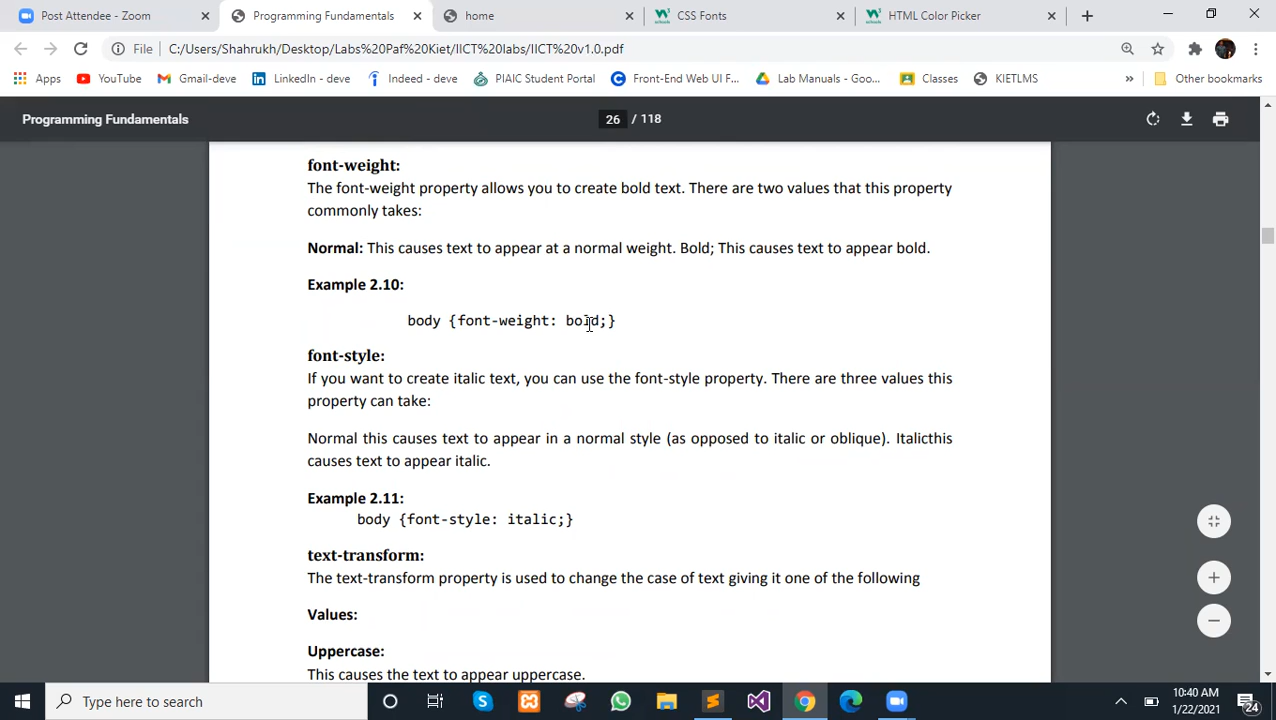 Post Attendee - Zoom
Programming Fundamentals
home
CSS Fonts
HTML Color Picker
File
C:/Users/Shahrukh/Desktop/Labs%20Paf%20Kiet/IICT%20labs/IICT%20v1.0.pdf
Apps
YouTube
Gmail-deve
LinkedIn - deve
Indeed - deve
PIAIC Student Portal
Front-End Web UI F...
Lab Manuals - Goo...
Classes
KIETLMS
»
Other bookmarks
Programming Fundamentals
26 / 118
font-weight:
The font-weight property allows you to create bold text. There are two values that this property
commonly takes:
Normal: This causes text to appear at a normal weight. Bold; This causes text to appear bold.
Example 2.10:
body {font-weight: bold;}
font-style:
If you want to create italic text, you can use the font-style property. There are three values this
property can take:
Normal this causes text to appear in a normal style (as opposed to italic or oblique). Italicthis
causes text to appear italic.
Example 2.11:
body {font-style: italic;}
text-transform:
The text-transform property is used to change the case of text giving it one of the following
Values:
Uppercase:
This causes the text to appear uppercase.
Type here to search
10:40 AM
1/22/2021
24